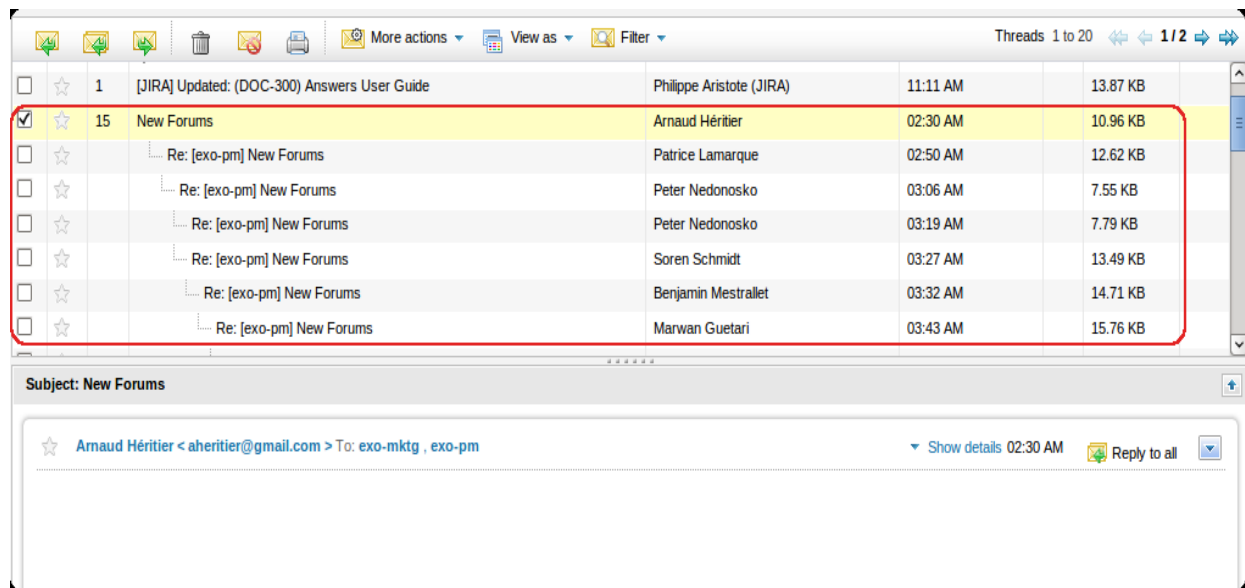 More actions View as Filter Threads 1 to 20 1 / 2
1 [JIRA] Updated: (DOC-300) Answers User Guide Philippe Aristote (JIRA) 11:11 AM 13.87 KB
15 New Forums Arnaud Héritier 02:30 AM 10.96 KB
Re: [exo-pm] New Forums Patrice Lamarque 02:50 AM 12.62 KB
Re: [exo-pm] New Forums Peter Nedonosko 03:06 AM 7.55 KB
Re: [exo-pm] New Forums Peter Nedonosko 03:19 AM 7.79 KB
Re: [exo-pm] New Forums Soren Schmidt 03:27 AM 13.49 KB
Re: [exo-pm] New Forums Benjamin Mestrallet 03:32 AM 14.71 KB
Re: [exo-pm] New Forums Marwan Guetari 03:43 AM 15.76 KB
Subject: New Forums
Arnaud Héritier < aheritier@gmail.com > To: exo-mktg , exo-pm Show details 02:30 AM Reply to all